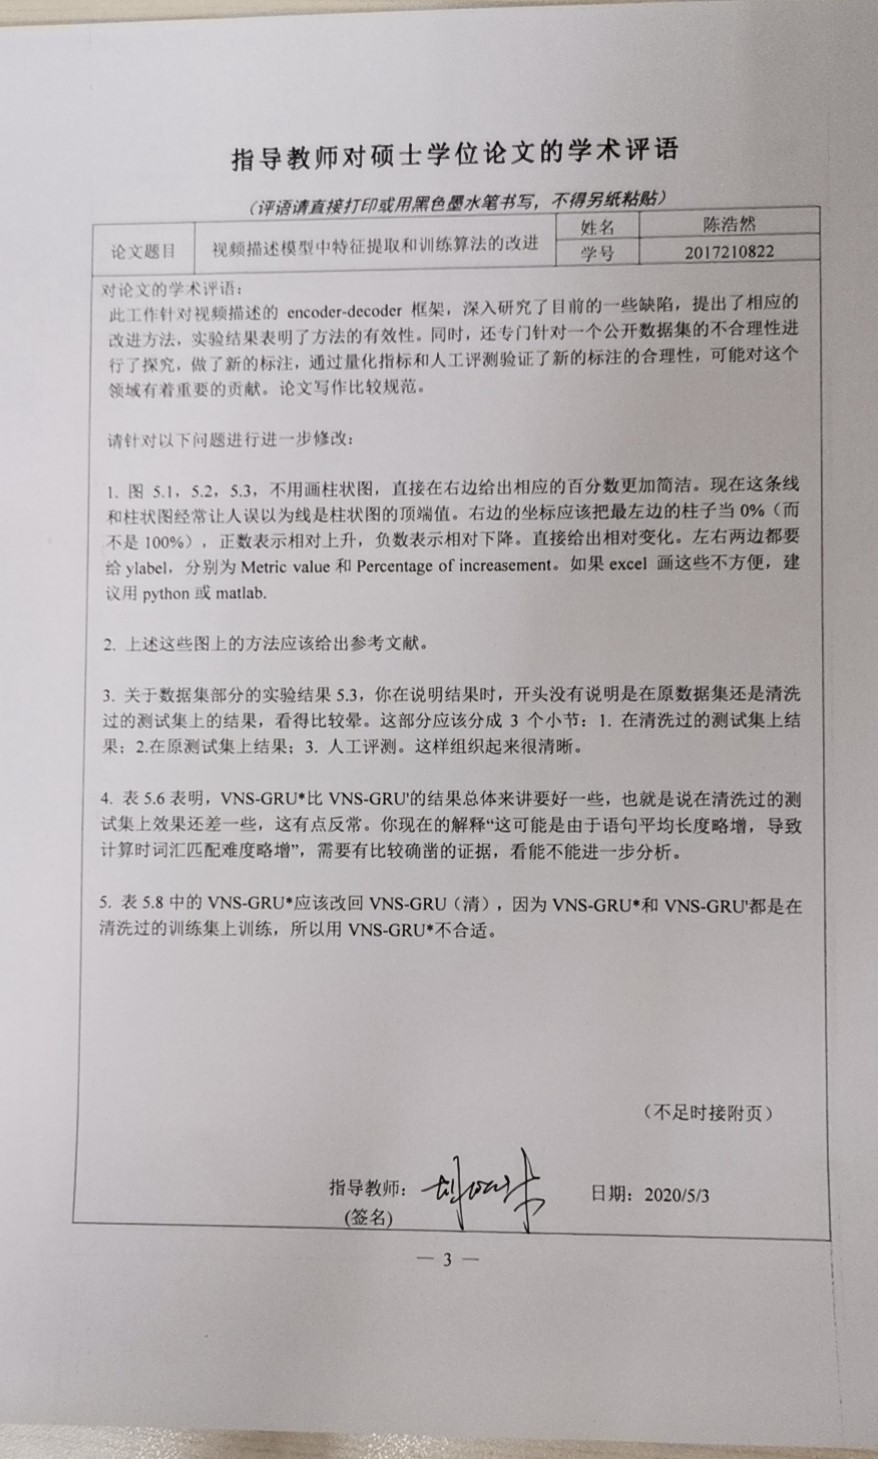 指导教师对硕士学位论文的学术评语
（评语请直接打印或用黑色墨水笔书写，不得另纸粘贴）
论文题目 视频描述模型中特征提取和训练算法的改进 姓名 陈浩然
学号 2017210822
对论文的学术评语：
此工作针对视频描述的 encoder-decoder 框架，深入研究了目前的一些缺陷，提出了相应的
改进方法，实验结果表明了方法的有效性。同时，还专门针对一个公开数据集的不合理性进
行了探究，做了新的标注，通过量化指标和人工评测验证了新的标注的合理性，可能对这个
领域有着重要的贡献。论文写作比较规范。
请针对以下问题进行进一步修改：
1. 图 5.1，5.2，5.3，不用画柱状图，直接在右边给出相应的百分数更加简洁。现在这条线
和柱状图经常让人误以为线是柱状图的顶端值。右边的坐标应该把最左边的柱子当 0%（而
不是 100%），正数表示相对上升，负数表示相对下降。直接给出相对变化。左右两边都要
给 ylabel，分别为 Metric value 和 Percentage of increasement。如果 excel 画这些不方便，建
议用 python 或 matlab.
2. 上述这些图上的方法应该给出参考文献。
3. 关于数据集部分的实验结果 5.3，你在说明结果时，开头没有说明是在原数据集还是清洗
过的测试集上的结果，看得比较晕。这部分应该分成 3 个小节：1. 在清洗过的测试集上结
果；2.在原测试集上结果；3. 人工评测。这样组织起来很清晰。
4. 表 5.6 表明，VNS-GRU*比 VNS-GRU'的结果总体来讲要好一些，也就是说在清洗过的测
试集上效果还差一些，这有点反常。你现在的解释“这可能是由于语句平均长度略增，导致
计算时词汇匹配难度略增”，需要有比较确凿的证据，看能不能进一步分析。
5. 表 5.8 中的 VNS-GRU*应该改回 VNS-GRU（清），因为 VNS-GRU*和 VNS-GRU'都是在
清洗过的训练集上训练，所以用 VNS-GRU*不合适。
（不足时接附页）
指导教师： 日期：2020/5/3
(签名)
— 3 —